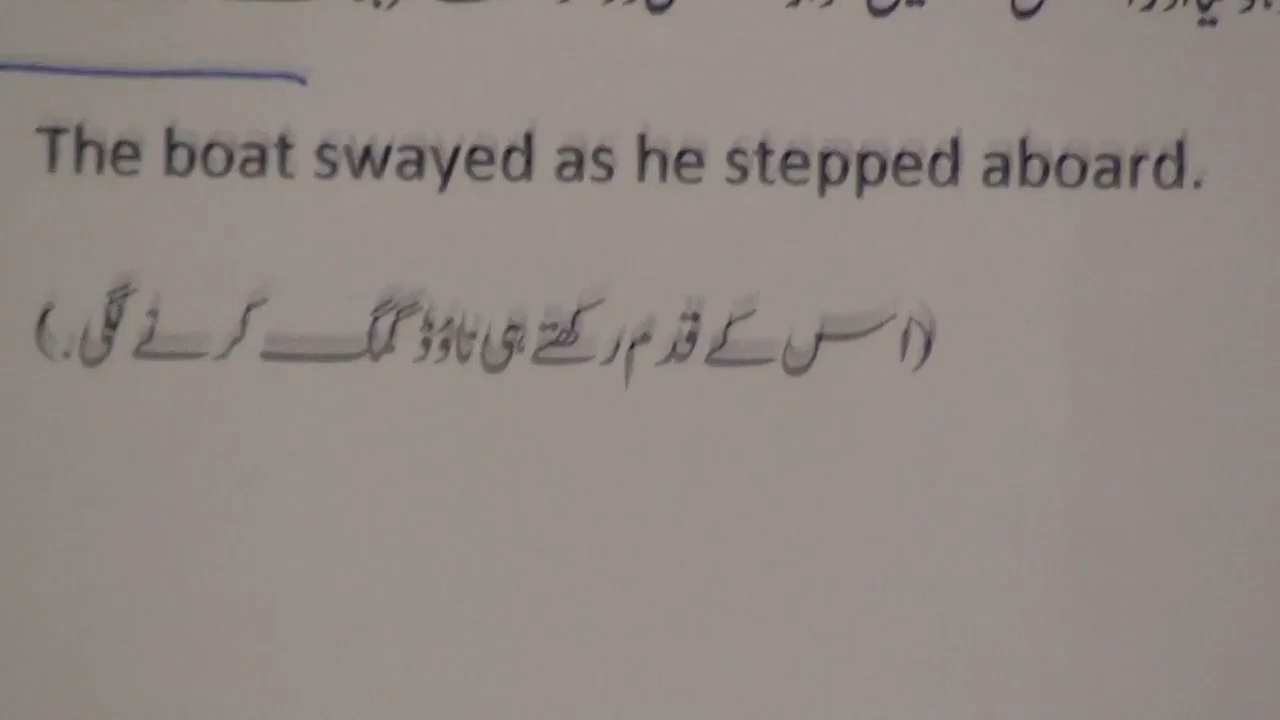 The boat swayed as he stepped aboard.
(اس کے قدم رکھتے ہی ناؤ ڈگمگ کرنے لگی.)